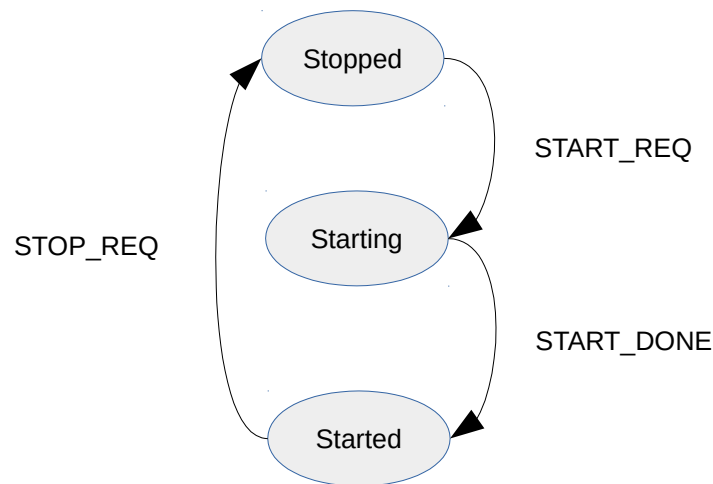 Stopped
START_REQ
Starting
STOP_REQ
START_DONE
Started